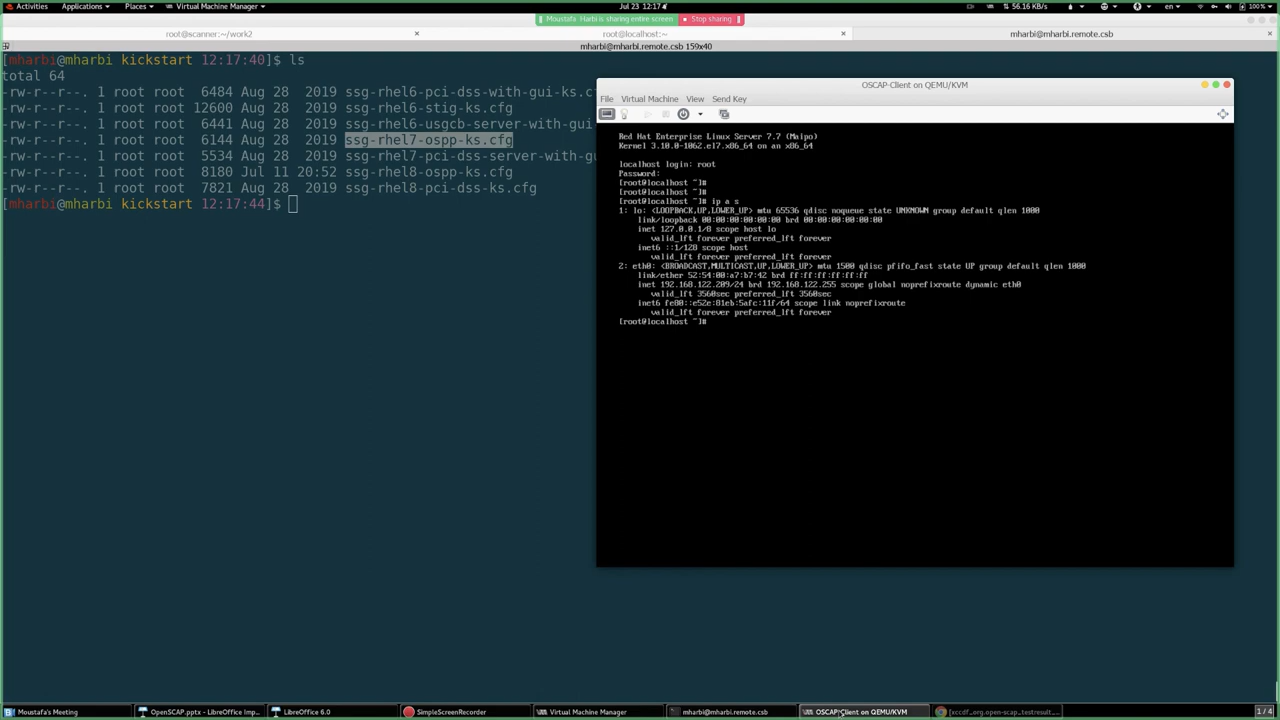 Activities Applications Places Virtual Machine Manager Jul 23 12:17 56.16 KB/s en 100%
Moustafa Harbi is sharing entire screen Stop sharing
root@scanner:~/work2 root@localhost:~ mharbi@mharbi.remote.csb
mharbi@mharbi.remote.csb 159x40
[mharbi@mharbi kickstart 12:17:40]$ ls
total 64
-rw-r--r--. 1 root root 6484 Aug 28 2019 ssg-rhel6-pci-dss-with-gui-ks.c
-rw-r--r--. 1 root root 12600 Aug 28 2019 ssg-rhel6-stig-ks.cfg
-rw-r--r--. 1 root root 6441 Aug 28 2019 ssg-rhel6-usgcb-server-with-gui
-rw-r--r--. 1 root root 6144 Aug 28 2019 ssg-rhel7-ospp-ks.cfg
-rw-r--r--. 1 root root 5534 Aug 28 2019 ssg-rhel7-pci-dss-server-with-gu
-rw-r--r--. 1 root root 8180 Jul 11 20:52 ssg-rhel8-ospp-ks.cfg
-rw-r--r--. 1 root root 7821 Aug 28 2019 ssg-rhel8-pci-dss-ks.cfg
[mharbi@mharbi kickstart 12:17:44]$
OSCAP-Client on QEMU/KVM
File Virtual Machine View Send Key
Red Hat Enterprise Linux Server 7.7 (Maipo)
Kernel 3.10.0-1062.el7.x86_64 on an x86_64
localhost login: root
Password:
[root@localhost ~]#
[root@localhost ~]#
[root@localhost ~]# ip a s
1: lo: <LOOPBACK,UP,LOWER_UP> mtu 65536 qdisc noqueue state UNKNOWN group default qlen 1000
link/loopback 00:00:00:00:00:00 brd 00:00:00:00:00:00
inet 127.0.0.1/8 scope host lo
valid_lft forever preferred_lft forever
inet6 ::1/128 scope host
valid_lft forever preferred_lft forever
2: eth0: <BROADCAST,MULTICAST,UP,LOWER_UP> mtu 1500 qdisc pfifo_fast state UP group default qlen 1000
link/ether 52:54:00:a7:b7:42 brd ff:ff:ff:ff:ff:ff
inet 192.168.122.209/24 brd 192.168.122.255 scope global noprefixroute dynamic eth0
valid_lft 3560sec preferred_lft 3560sec
inet6 fe80::e52e:81eb:5afc:11f/64 scope link noprefixroute
valid_lft forever preferred_lft forever
[root@localhost ~]#
Moustafa's Meeting OpenSCAP.pptx - LibreOffice Imp... LibreOffice 6.0 SimpleScreenRecorder Virtual Machine Manager mharbi@mharbi.remote.csb OSCAP-Client on QEMU/KVM [xccdf_org.open-scap_testresult... 1 / 4